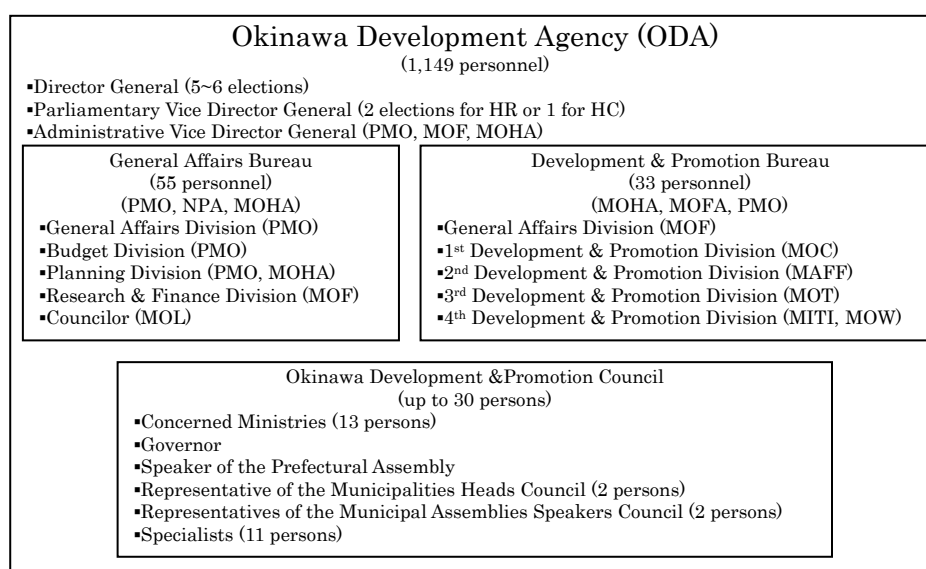 Okinawa Development Agency (ODA)
(1,149 personnel)
▪Director General (5~6 elections)
▪Parliamentary Vice Director General (2 elections for HR or 1 for HC)
▪Administrative Vice Director General (PMO, MOF, MOHA)
General Affairs Bureau
(55 personnel)
(PMO, NPA, MOHA)
▪General Affairs Division (PMO)
▪Budget Division (PMO)
▪Planning Division (PMO, MOHA)
▪Research & Finance Division (MOF)
▪Councilor (MOL)
Development & Promotion Bureau
(33 personnel)
(MOHA, MOFA, PMO)
▪General Affairs Division (MOF)
▪1st Development & Promotion Division (MOC)
▪2nd Development & Promotion Division (MAFF)
▪3rd Development & Promotion Division (MOT)
▪4th Development & Promotion Division (MITI, MOW)
Okinawa Development &Promotion Council
(up to 30 persons)
▪Concerned Ministries (13 persons)
▪Governor
▪Speaker of the Prefectural Assembly
▪Representative of the Municipalities Heads Council (2 persons)
▪Representatives of the Municipal Assemblies Speakers Council (2 persons)
▪Specialists (11 persons)